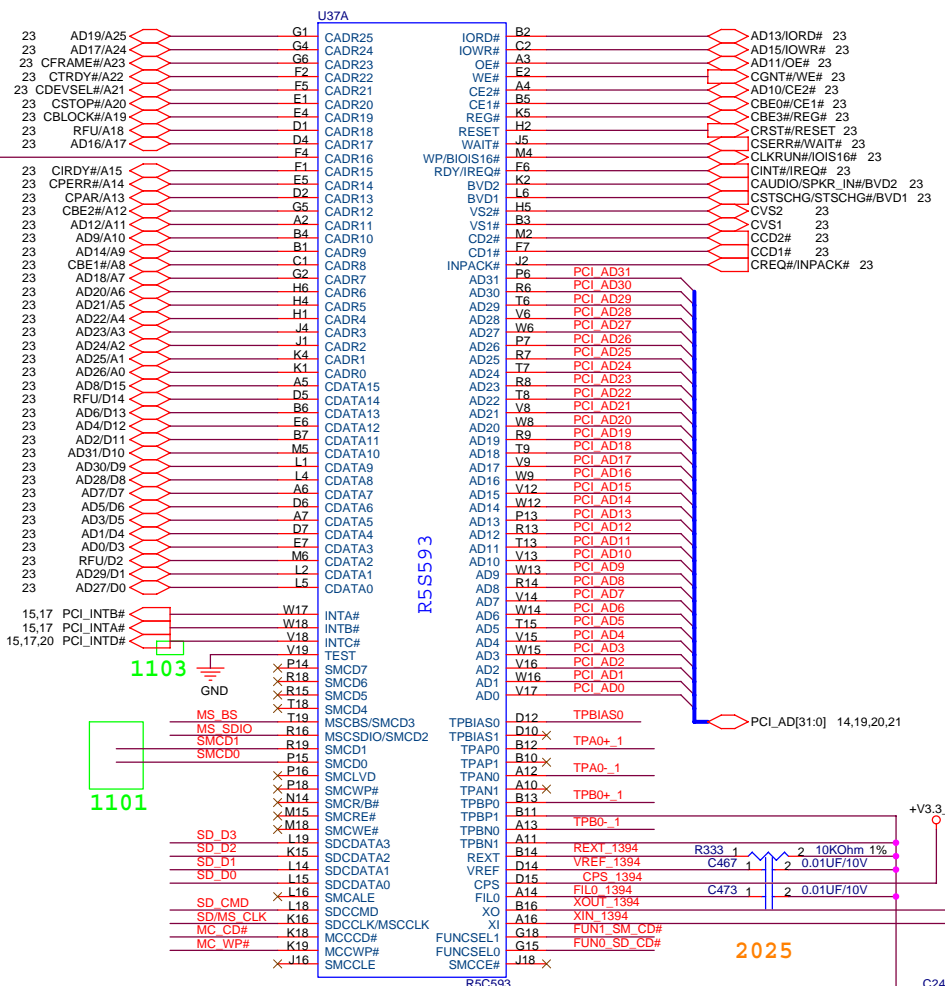 U37A
23 AD19/A25 G1 CADR25 IORD# B2 AD13/IORD# 23
23 AD17/A24 G4 CADR24 IOWR# C2 AD15/IOWR# 23
23 CFRAME#/A23 G6 CADR23 OE# A3 AD11/OE# 23
23 CTRDY#/A22 F2 CADR22 WE# E2 CGNT#/WE# 23
23 CDEVSEL#/A21 F5 CADR21 CE2# A4 AD10/CE2# 23
23 CSTOP#/A20 E1 CADR20 CE1# B5 CBE0#/CE1# 23
23 CBLOCK#/A19 E4 CADR19 REG# K5 CBE3#/REG# 23
23 RFU/A18 D1 CADR18 RESET H2 CRST#/RESET 23
23 AD16/A17 D4 CADR17 WAIT# J5 CSERR#/WAIT# 23
F4 CADR16 WP/BIOIS16# M4 CLKRUN#/IOIS16# 23
23 CIRDY#/A15 F1 CADR15 RDY/IREQ# F6 CINT#/IREQ# 23
23 CPERR#/A14 E5 CADR14 BVD2 K2 CAUDIO/SPKR_IN#/BVD2 23
23 CPAR/A13 D2 CADR13 BVD1 L6 CSTSCHG/STSCHG#/BVD1 23
23 CBE2#/A12 G5 CADR12 VS2# H5 CVS2 23
23 AD12/A11 A2 CADR11 VS1# B3 CVS1 23
23 AD9/A10 B4 CADR10 CD2# M2 CCD2# 23
23 AD14/A9 B1 CADR9 CD1# F7 CCD1# 23
23 CBE1#/A8 C1 CADR8 INPACK# J2 CREQ#/INPACK# 23
23 AD18/A7 G2 CADR7 AD31 P6 PCI_AD31
23 AD20/A6 H6 CADR6 AD30 R6 PCI_AD30
23 AD21/A5 H4 CADR5 AD29 T6 PCI_AD29
23 AD22/A4 H1 CADR4 AD28 V6 PCI_AD28
23 AD23/A3 J4 CADR3 AD27 W6 PCI_AD27
23 AD24/A2 J1 CADR2 AD26 P7 PCI_AD26
23 AD25/A1 K4 CADR1 AD25 R7 PCI_AD25
23 AD26/A0 K1 CADR0 AD24 T7 PCI_AD24
23 AD8/D15 A5 CDATA15 AD23 R8 PCI_AD23
23 RFU/D14 D5 CDATA14 AD22 T8 PCI_AD22
23 AD6/D13 B6 CDATA13 AD21 V8 PCI_AD21
23 AD4/D12 E6 CDATA12 AD20 W8 PCI_AD20
23 AD2/D11 B7 CDATA11 AD19 R9 PCI_AD19
23 AD31/D10 M5 CDATA10 AD18 T9 PCI_AD18
23 AD30/D9 L1 CDATA9 AD17 V9 PCI_AD17
23 AD28/D8 L4 CDATA8 AD16 W9 PCI_AD16
23 AD7/D7 A6 CDATA7 AD15 V12 PCI_AD15
23 AD5/D6 D6 CDATA6 AD14 W12 PCI_AD14
23 AD3/D5 A7 CDATA5 AD13 P13 PCI_AD13
23 AD1/D4 D7 CDATA4 AD12 R13 PCI_AD12
23 AD0/D3 E7 CDATA3 AD11 T13 PCI_AD11
23 RFU/D2 M6 CDATA2 AD10 V13 PCI_AD10
23 AD29/D1 L2 CDATA1 AD9 W13 PCI_AD9
23 AD27/D0 L5 CDATA0 AD8 R14 PCI_AD8
R5S593
AD7 V14 PCI_AD7
15,17 PCI_INTB# W17 INTA# AD6 W14 PCI_AD6
15,17 PCI_INTA# W18 INTB# AD5 T15 PCI_AD5
15,17,20 PCI_INTD# V18 INTC# AD4 V15 PCI_AD4
V19 TEST AD3 W15 PCI_AD3
1103
P14 SMCD7 AD2 V16 PCI_AD2
R18 SMCD6 AD1 W16 PCI_AD1
GND R15 SMCD5 AD0 V17 PCI_AD0
T18 SMCD4
MS_BS T19 MSCBS/SMCD3 TPBIAS0 D12 TPBIAS0 PCI_AD[31:0] 14,19,20,21
MS_SDIO R16 MSCSDIO/SMCD2 TPBIAS1 D10
SMCD1 R19 SMCD1 TPAP0 B12 TPA0+_1
SMCD0 P15 SMCD0 TPAP1 B10
P16 SMCLVD TPAN0 A12 TPA0-_1
P18 SMCWP# TPAN1 A10
1101
N14 SMCR/B# TPBP0 B13 TPB0+_1
M15 SMCRE# TPBP1 B11 +V3.3_
M18 SMCWE# TPBN0 A13 TPB0-_1
SD_D3 L19 SDCDATA3 TPBN1 A11
SD_D2 K15 SDCDATA2 REXT B14 REXT_1394 R333 1 2 10KOhm 1%
SD_D1 L14 SDCDATA1 VREF D14 VREF_1394 C467 1 2 0.01UF/10V
SD_D0 L15 SDCDATA0 CPS D15 CPS_1394
L16 SMCALE FIL0 A14 FIL0_1394 C473 1 2 0.01UF/10V
SD_CMD L18 SDCCMD XO B16 XOUT_1394
SD/MS_CLK K16 SDCCLK/MSCCLK XI A16 XIN_1394
MC_CD# K18 MCCCD# FUNCSEL1 G18 FUN1_SM_CD#
MC_WP# K19 MCCWP# FUNCSEL0 G15 FUN0_SD_CD#
J16 SMCCLE SMCCE# J18
2025
R5C593
C24